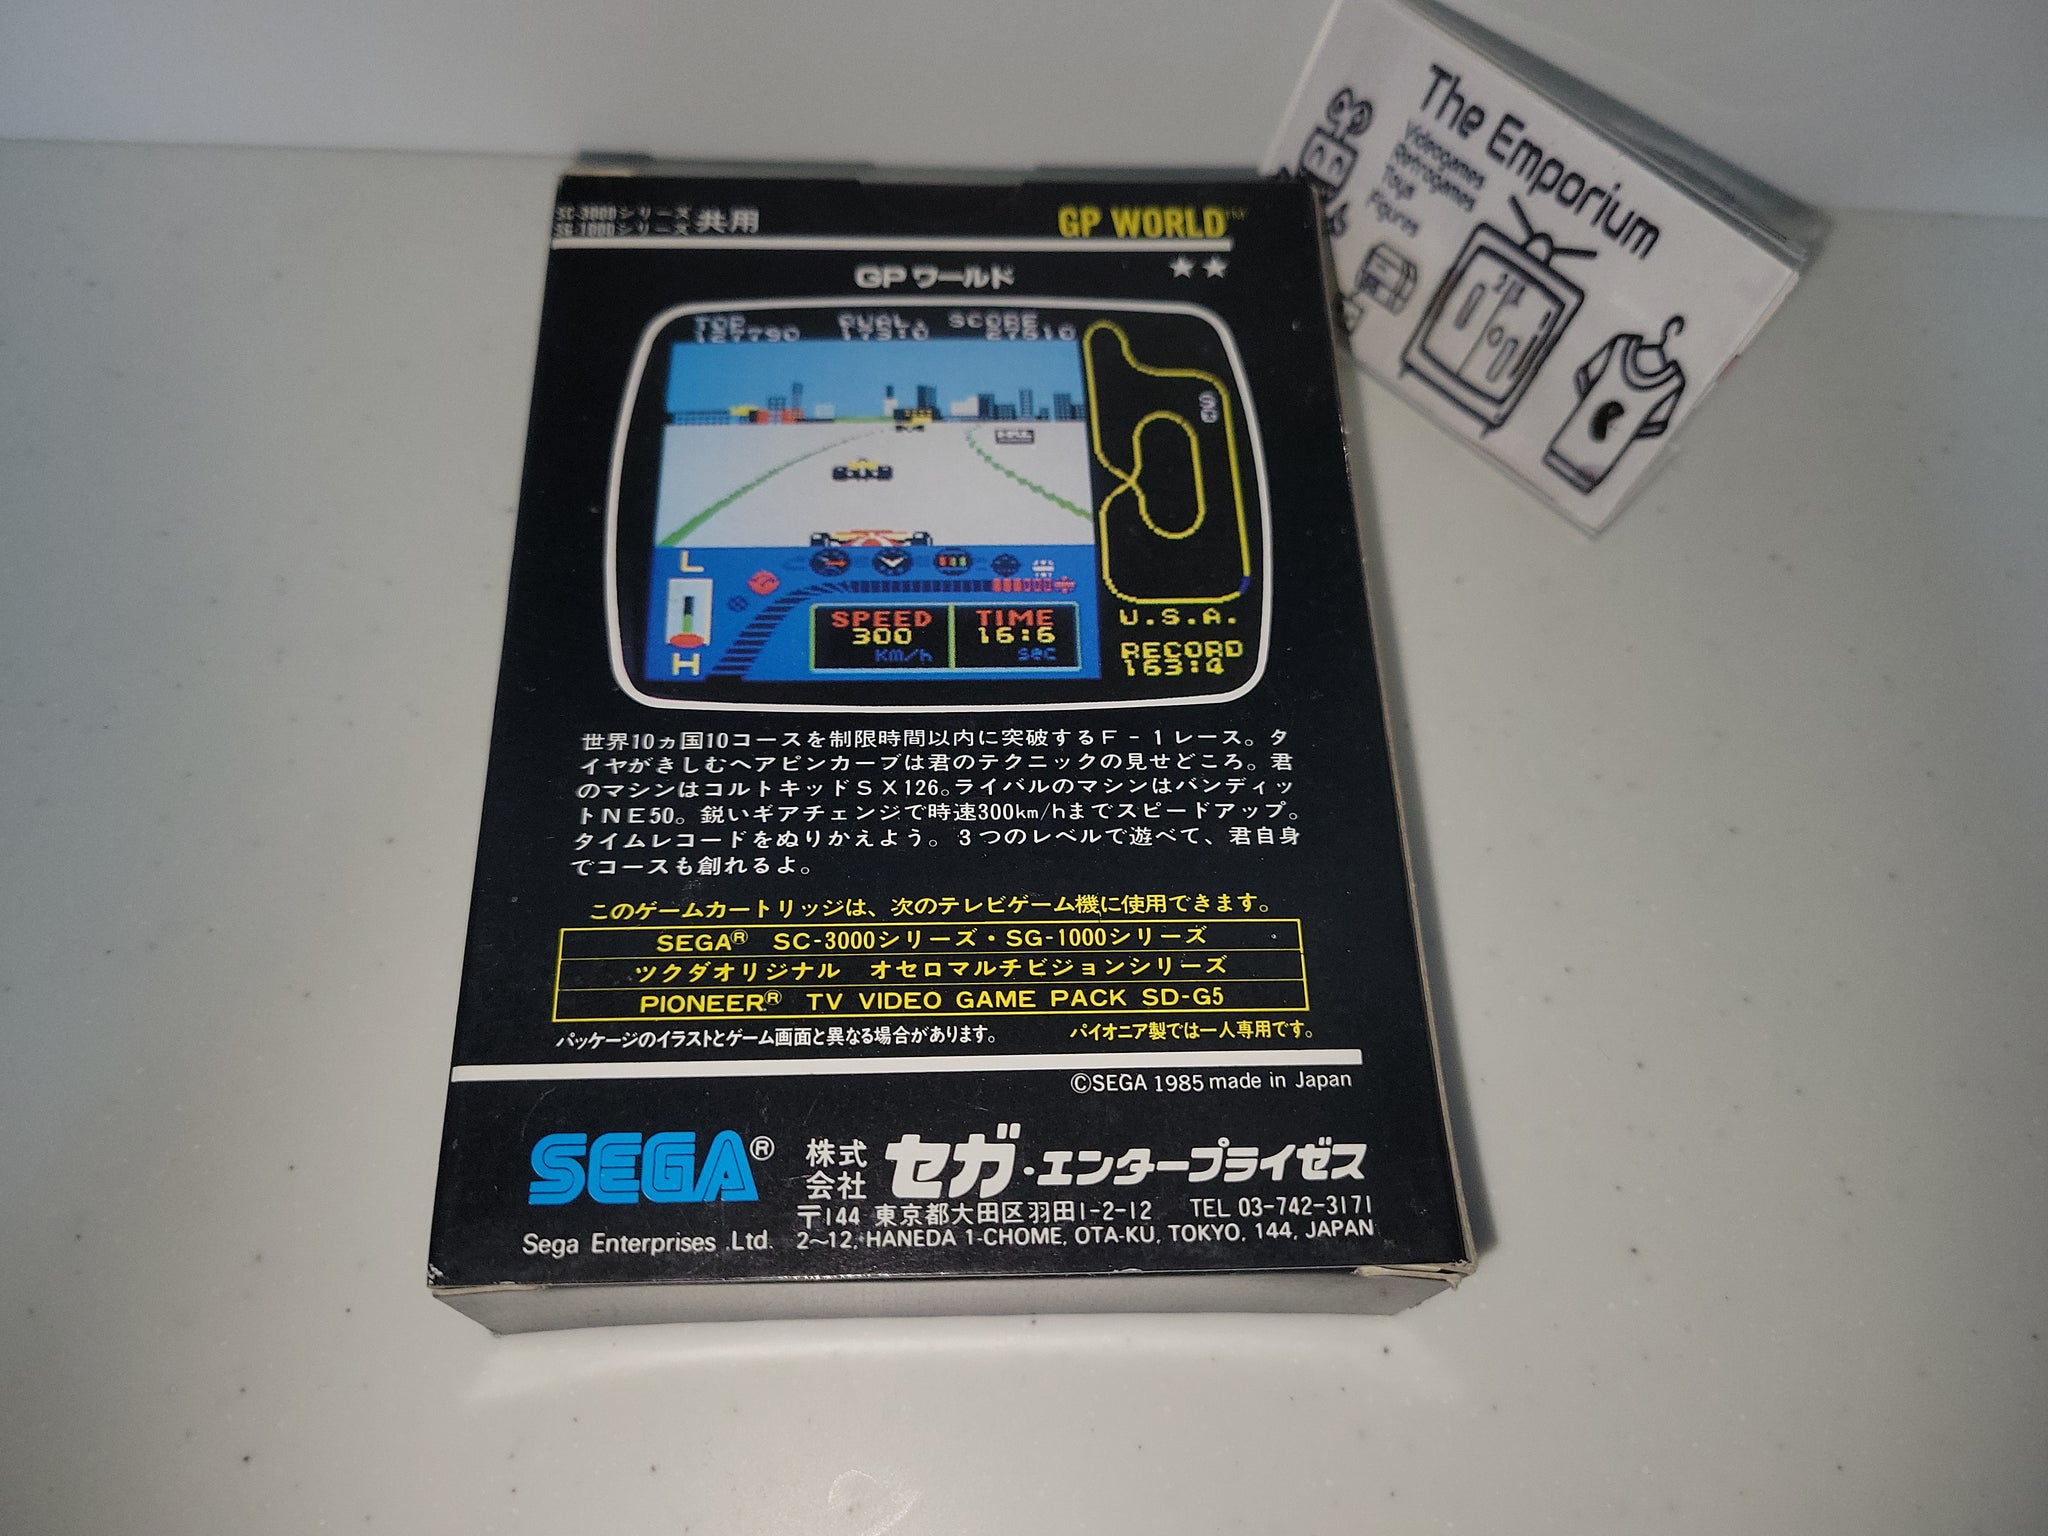 SC-3000シリーズ
SG-1000シリーズ 共用
GP WORLD™
★★
GPワールド
TOP SCORE
127790 1791:0 27510
U.S.A.
RECORD
163:4
L
H
SPEED
300
KM/h
TIME
16:6
sec
世界10ヵ国10コースを制限時間以内に突破するF-1レース。タ
イヤがきしむヘアピンカーブは君のテクニックの見せどころ。君
のマシンはコルトキッドSX126。ライバルのマシンはバンディッ
トNE50。鋭いギアチェンジで時速300km/hまでスピードアップ。
タイムレコードをぬりかえよう。3つのレベルで遊べて、君自身
でコースも創れるよ。
このゲームカートリッジは、次のテレビゲーム機に使用できます。
SEGA® SC-3000シリーズ・SG-1000シリーズ
ツクダオリジナル オセロマルチビジョンシリーズ
PIONEER® TV VIDEO GAME PACK SD-G5
パッケージのイラストとゲーム画面と異なる場合があります。 パイオニア製では一人専用です。
©SEGA 1985 made in Japan
SEGA® 株式会社 セガ・エンタープライゼス
〒144 東京都大田区羽田1-2-12 TEL 03-742-3171
Sega Enterprises Ltd. 2~12, HANEDA 1-CHOME, OTA-KU, TOKYO, 144, JAPAN
The Emporium
Videogames
Retrogames
Toys
Figures